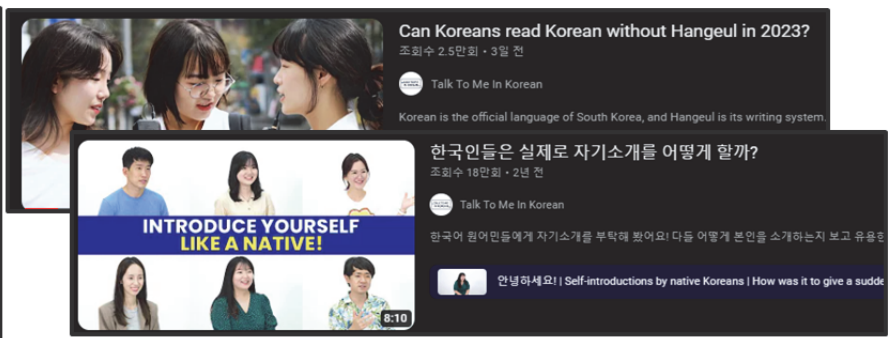 Can Koreans read Korean without Hangeul in 2023?
조회수 2.5만회 • 3일 전
Talk To Me In Korean
Korean is the official language of South Korea, and Hangeul is its writing system.
한국인들은 실제로 자기소개를 어떻게 할까?
조회수 18만회 • 2년 전
Talk To Me In Korean
한국어 원어민들에게 자기소개를 부탁해 봤어요! 다들 어떻게 본인을 소개하는지 보고 유용한
INTRODUCE YOURSELF
LIKE A NATIVE!
8:10
안녕하세요! | Self-introductions by native Koreans | How was it to give a sudde